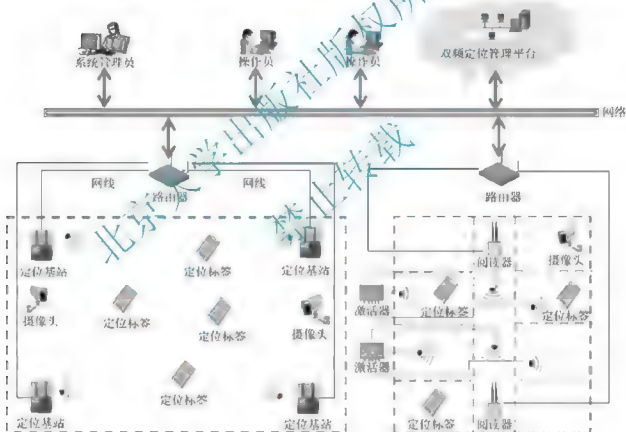 系统管理员
操作员
操作员
双频定位管理平台
网络
网线
路由器
网线
路由器
定位基站
定位标签
定位基站
阅读器
摄像头
摄像头
定位标签
定位标签
摄像头
激活器
定位标签
定位标签
激活器
定位标签
定位基站
定位基站
定位标签
阅读器
北京大学出版社版权所
禁止转载